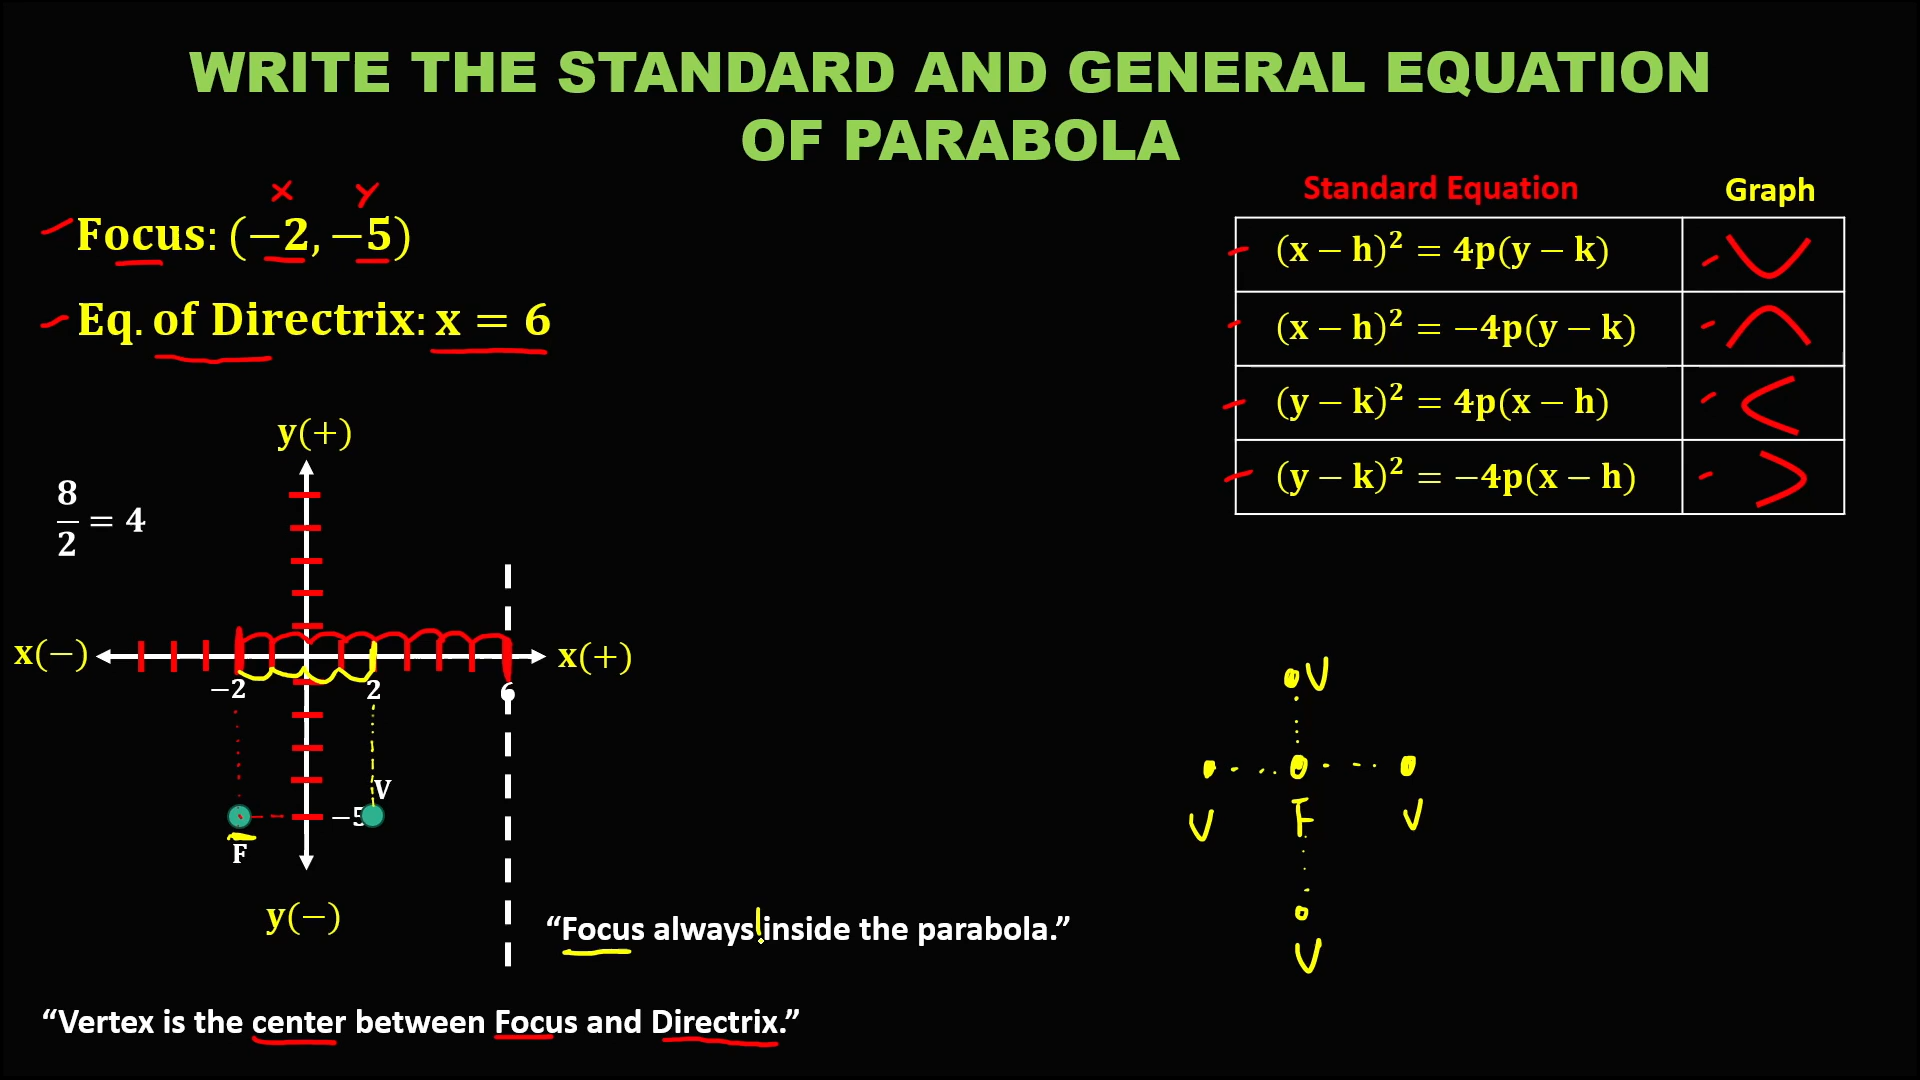 WRITE THE STANDARD AND GENERAL EQUATION
OF PARABOLA
x y
Focus: (−2, −5)
Eq. of Directrix: x = 6
Standard Equation Graph
(x − h)² = 4p(y − k)
(x − h)² = −4p(y − k)
(y − k)² = 4p(x − h)
(y − k)² = −4p(x − h)
y(+)
8/2 = 4
x(−) x(+)
−2 2 6
V
−5
F
y(−)
V
V F V
V
“Focus always inside the parabola.”
“Vertex is the center between Focus and Directrix.”